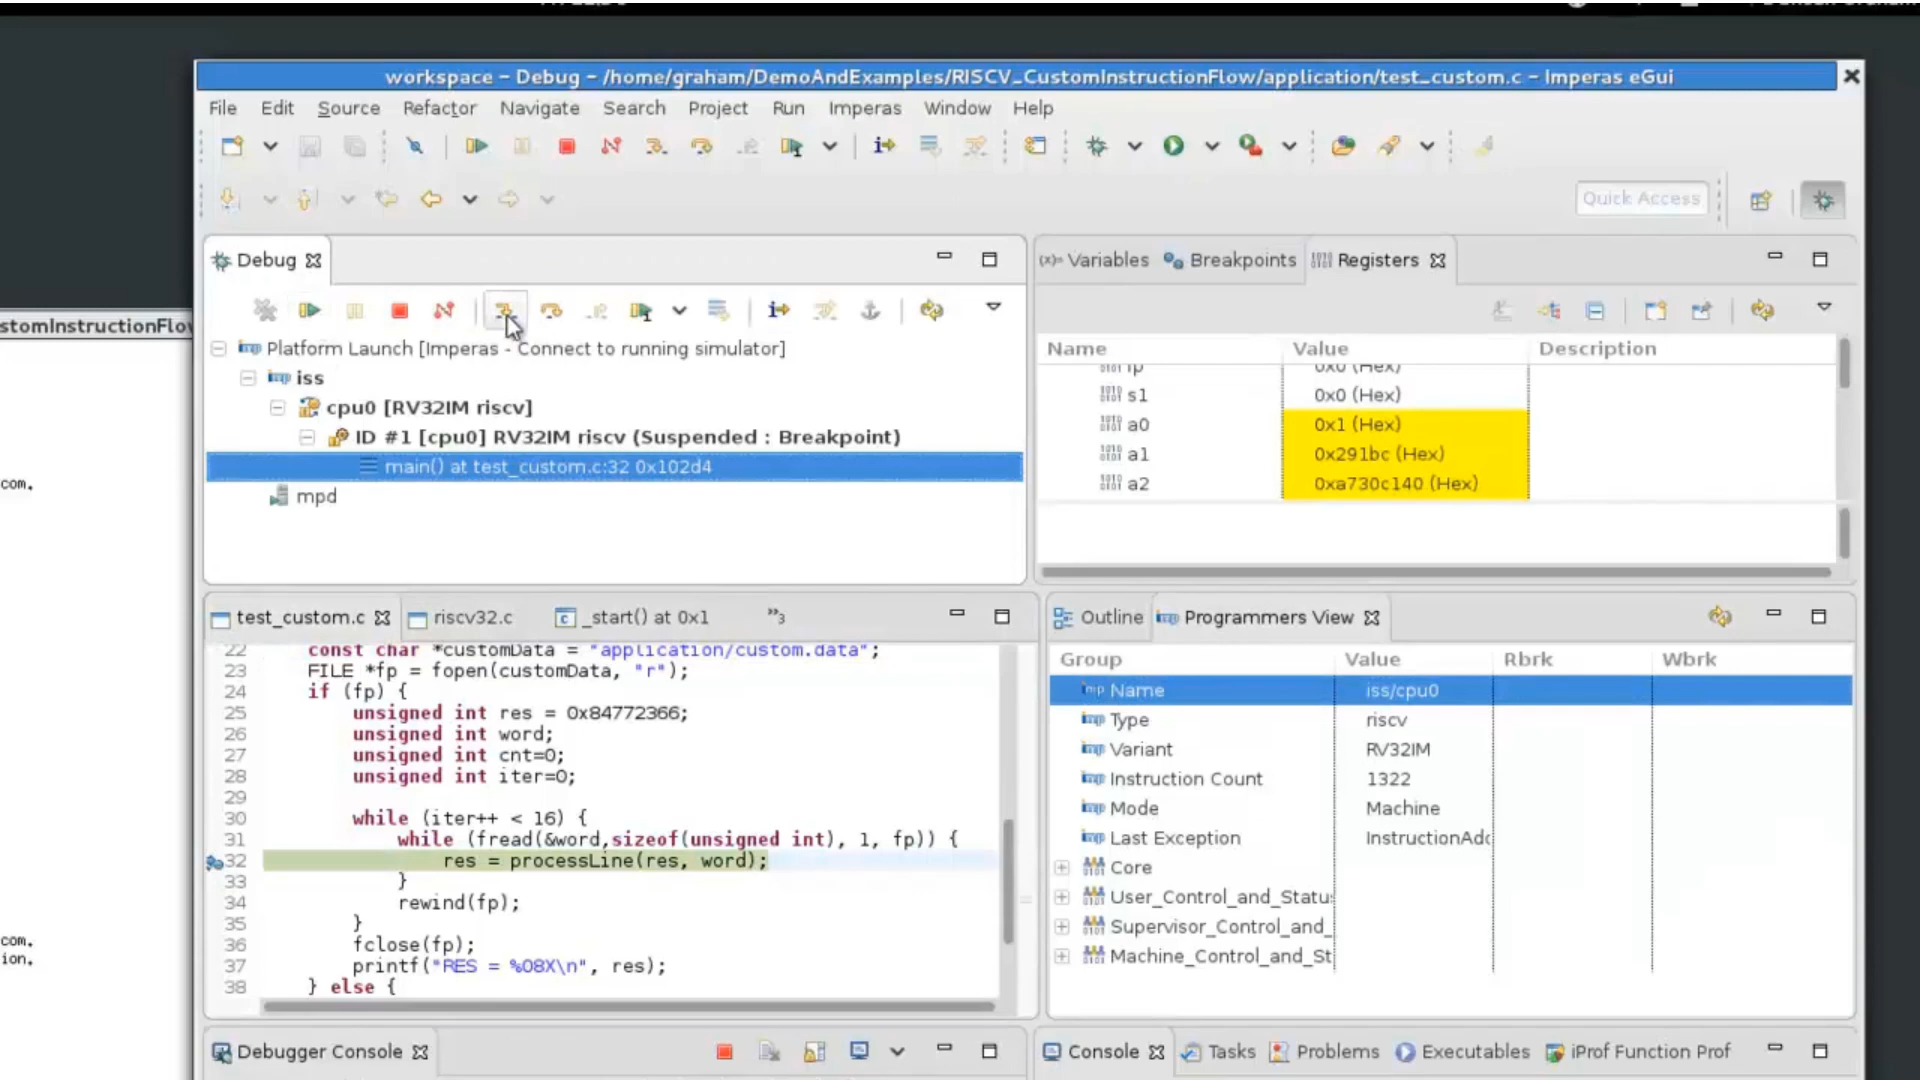 workspace - Debug - /home/graham/DemoAndExamples/RISCV_CustomInstructionFlow/application/test_custom.c - Imperas eGui
File Edit Source Refactor Navigate Search Project Run Imperas Window Help
Quick Access
Debug
Platform Launch [Imperas - Connect to running simulator]
iss
cpu0 [RV32IM riscv]
ID #1 [cpu0] RV32IM riscv (Suspended : Breakpoint)
main() at test_custom.c:32 0x102d4
mpd
(x)= Variables Breakpoints Registers
Name Value Description
0x0 (Hex)
s1 0x0 (Hex)
a0 0x1 (Hex)
a1 0x291bc (Hex)
a2 0xa730c140 (Hex)
test_custom.c riscv32.c _start() at 0x1 »3
22 const char *customData = "application/custom.data";
23 FILE *fp = fopen(customData, "r");
24 if (fp) {
25 unsigned int res = 0x84772366;
26 unsigned int word;
27 unsigned int cnt=0;
28 unsigned int iter=0;
29
30 while (iter++ < 16) {
31 while (fread(&word,sizeof(unsigned int), 1, fp)) {
32 res = processLine(res, word);
33 }
34 rewind(fp);
35 }
36 fclose(fp);
37 printf("RES = %08X\n", res);
38 } else {
Outline Programmers View
Group Value Rbrk Wbrk
Name iss/cpu0
Type riscv
Variant RV32IM
Instruction Count 1322
Mode Machine
Last Exception InstructionAdd
Core
User_Control_and_Statu
Supervisor_Control_and_
Machine_Control_and_St
Debugger Console
Console Tasks Problems Executables iProf Function Prof
stomInstructionFlow
com.
com.
ion.